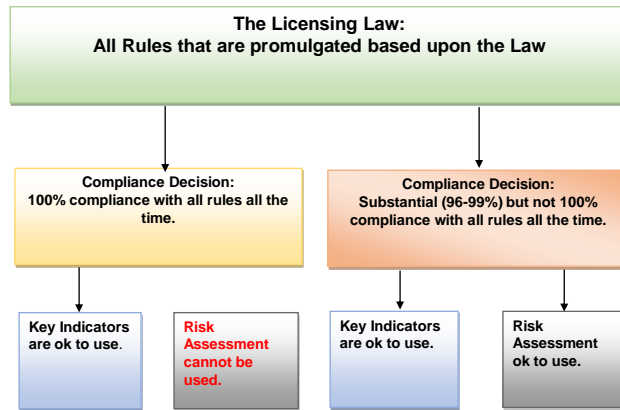 The Licensing Law:
All Rules that are promulgated based upon the Law
Compliance Decision:
100% compliance with all rules all the
time.
Compliance Decision:
Substantial (96-99%) but not 100%
compliance with all rules all the time.
Key Indicators
are ok to use.
Risk
Assessment
cannot be
used.
Key Indicators
are ok to use.
Risk
Assessment
ok to use.